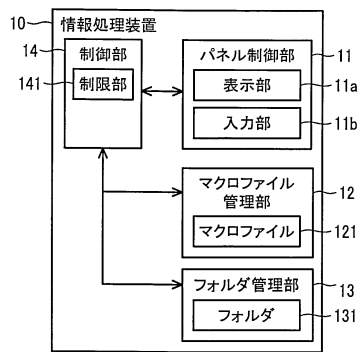 10
情報処理装置
14
制御部
141
制限部
パネル制御部
11
表示部
11a
入力部
11b
マクロファイル
管理部
12
マクロファイル
121
フォルダ管理部
13
フォルダ
131